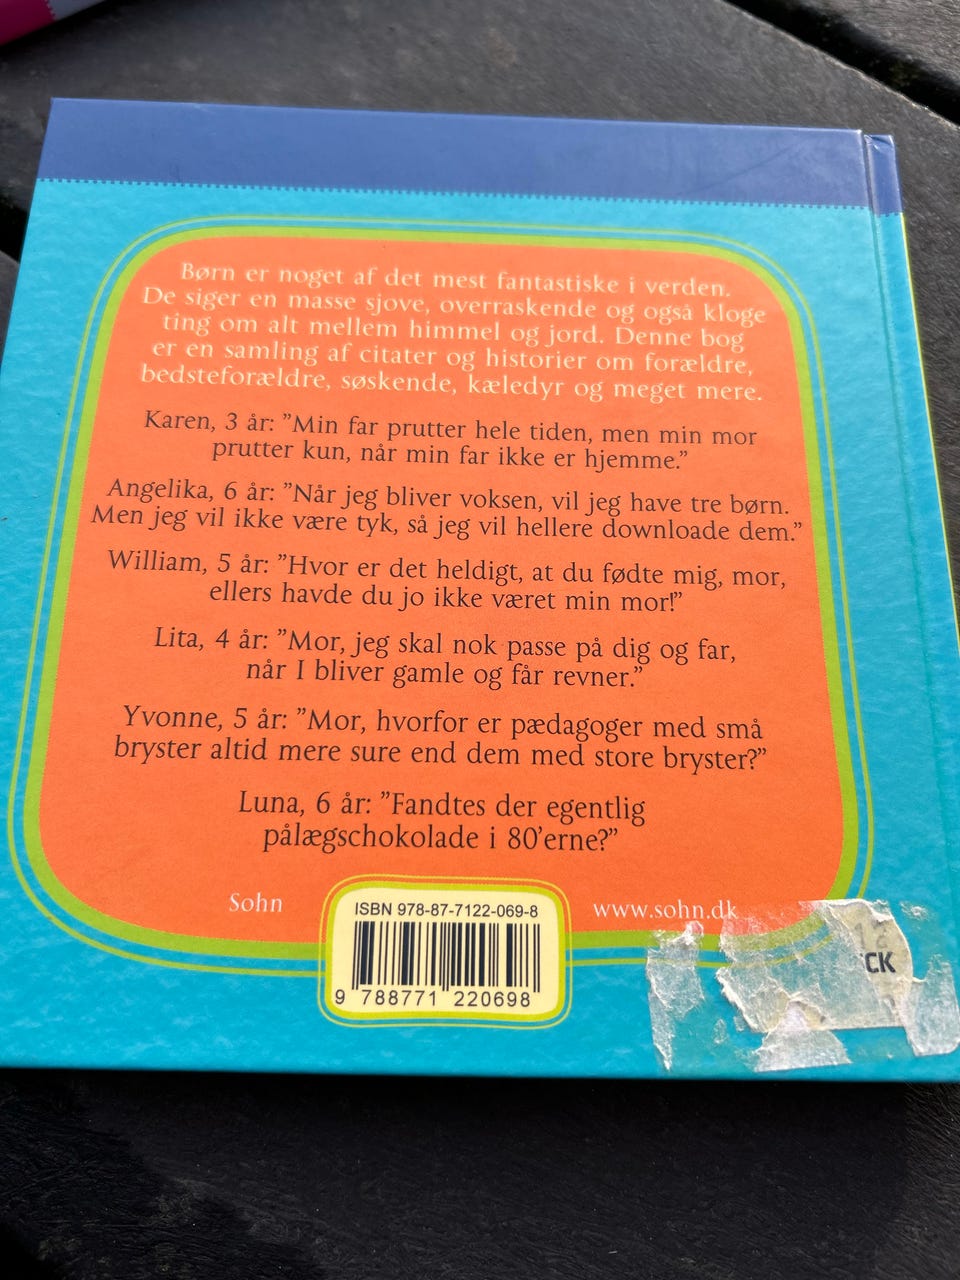 Børn er noget af det mest fantastiske i verden.
De siger en masse sjove, overraskende og også kloge
ting om alt mellem himmel og jord. Denne bog
er en samling af citater og historier om forældre,
bedsteforældre, søskende, kæledyr og meget mere.
Karen, 3 år: ”Min far prutter hele tiden, men min mor
prutter kun, når min far ikke er hjemme.”
Angelika, 6 år: ”Når jeg bliver voksen, vil jeg have tre børn.
Men jeg vil ikke være tyk, så jeg vil hellere downloade dem.”
William, 5 år: ”Hvor er det heldigt, at du fødte mig, mor,
ellers havde du jo ikke været min mor!”
Lita, 4 år: ”Mor, jeg skal nok passe på dig og far,
når I bliver gamle og får revner.”
Yvonne, 5 år: ”Mor, hvorfor er pædagoger med små
bryster altid mere sure end dem med store bryster?”
Luna, 6 år: ”Fandtes der egentlig
pålægschokolade i 80’erne?”
Sohn
www.sohn.dk
ISBN 978-87-7122-069-8
9 788771 220698
12
CK